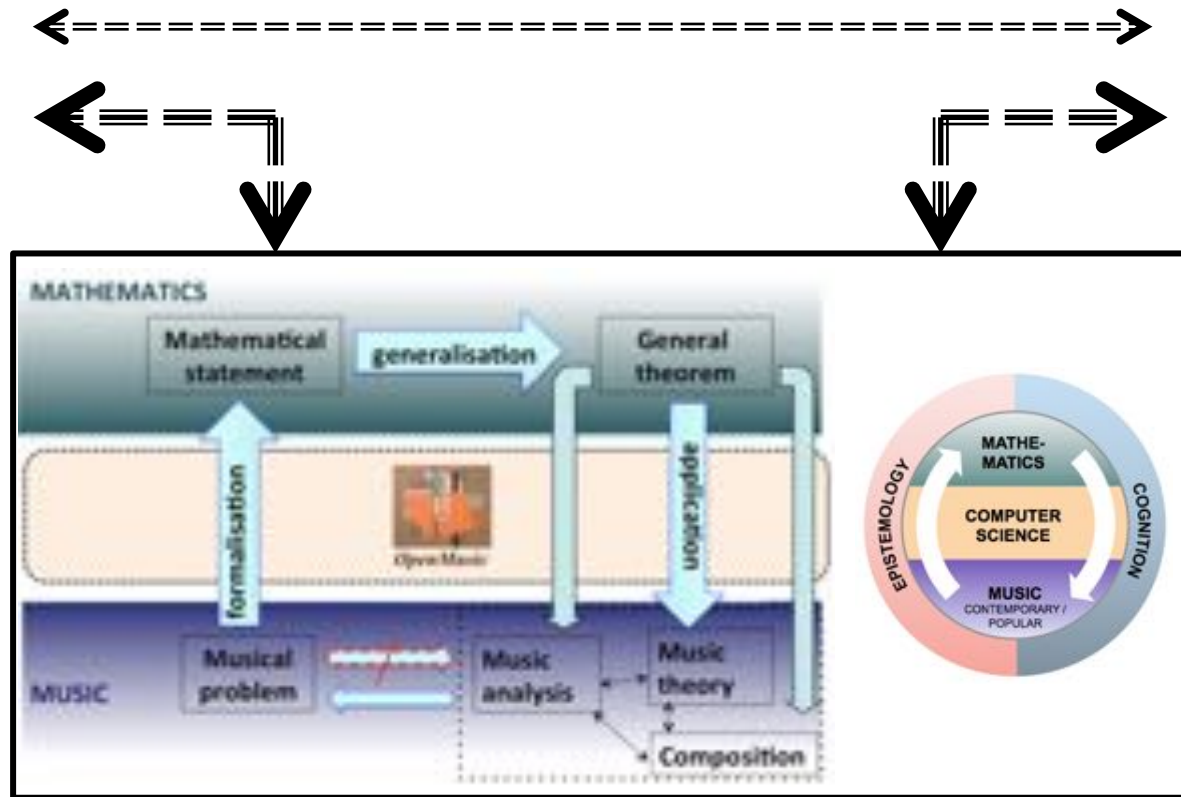 MATHEMATICS
Mathematical
statement
generalisation
General
theorem
formalisation
OpenMusic
application
MUSIC
Musical
problem
Music
analysis
Music
theory
Composition
EPISTEMOLOGY
COGNITION
MATHE-
MATICS
COMPUTER
SCIENCE
MUSIC
CONTEMPORARY /
POPULAR